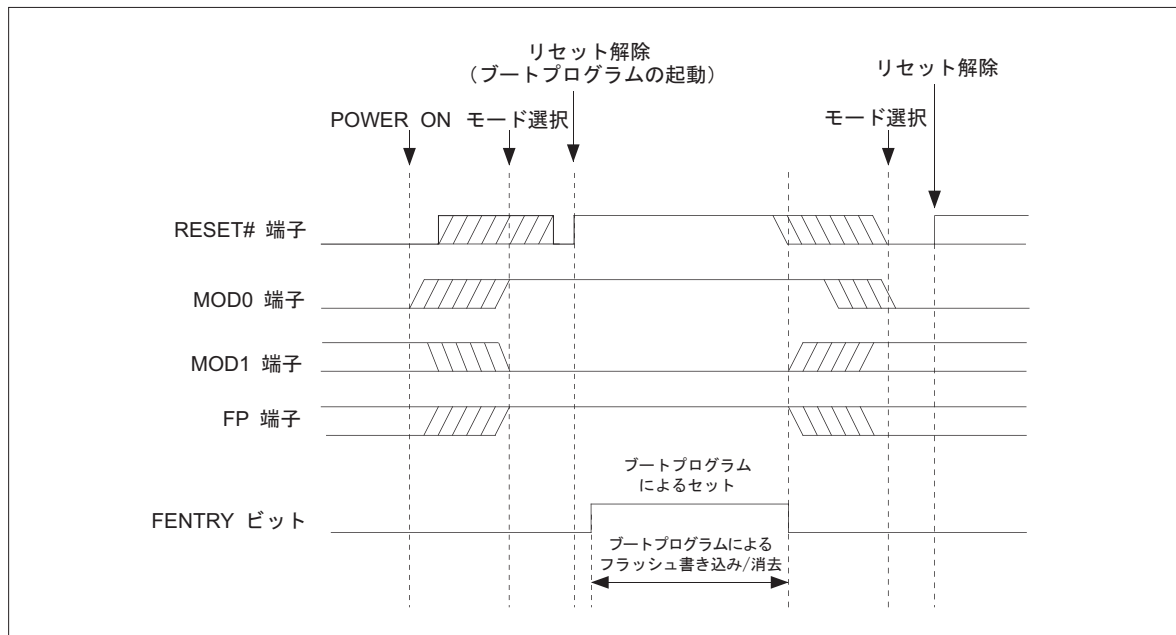 リセット解除
（ブートプログラムの起動）
リセット解除
POWER ON モード選択
モード選択
RESET# 端子
MOD0 端子
MOD1 端子
FP 端子
ブートプログラム
によるセット
FENTRY ビット
ブートプログラムによる
フラッシュ書き込み/消去